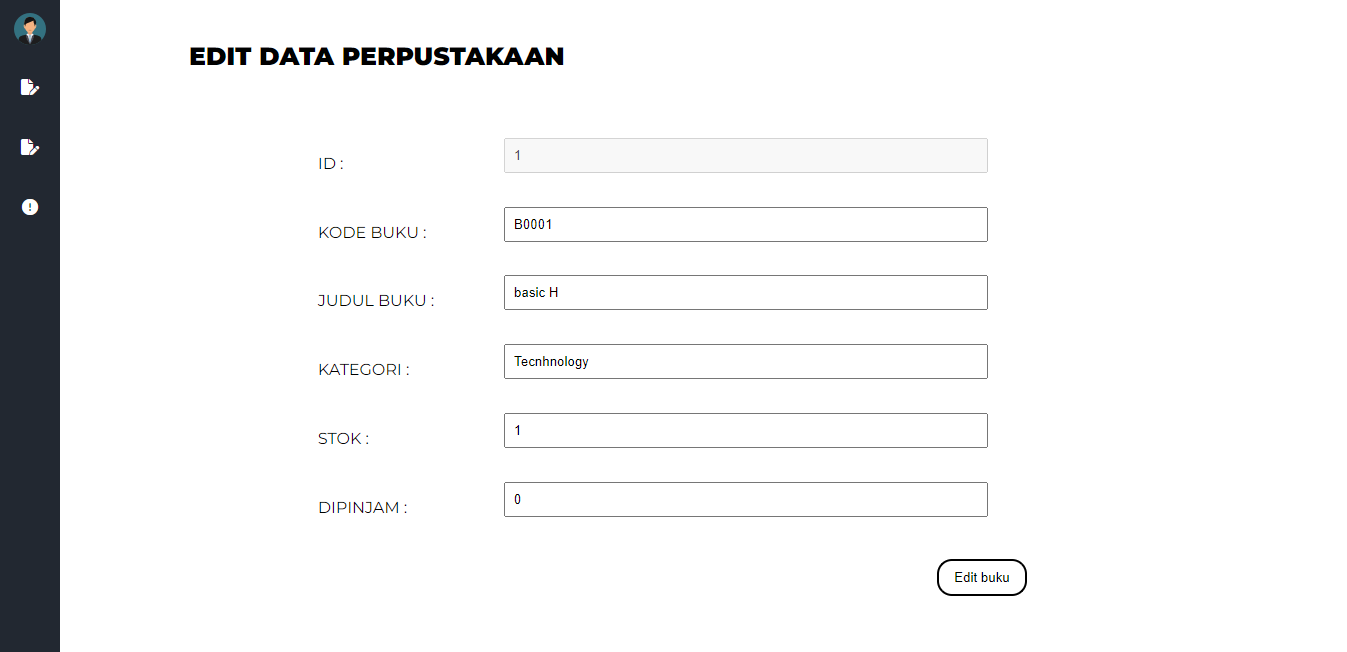 EDIT DATA PERPUSTAKAAN
ID : 1
KODE BUKU : B0001
JUDUL BUKU : basic H
KATEGORI : Tecnhnology
STOK : 1
DIPINJAM : 0
Edit buku